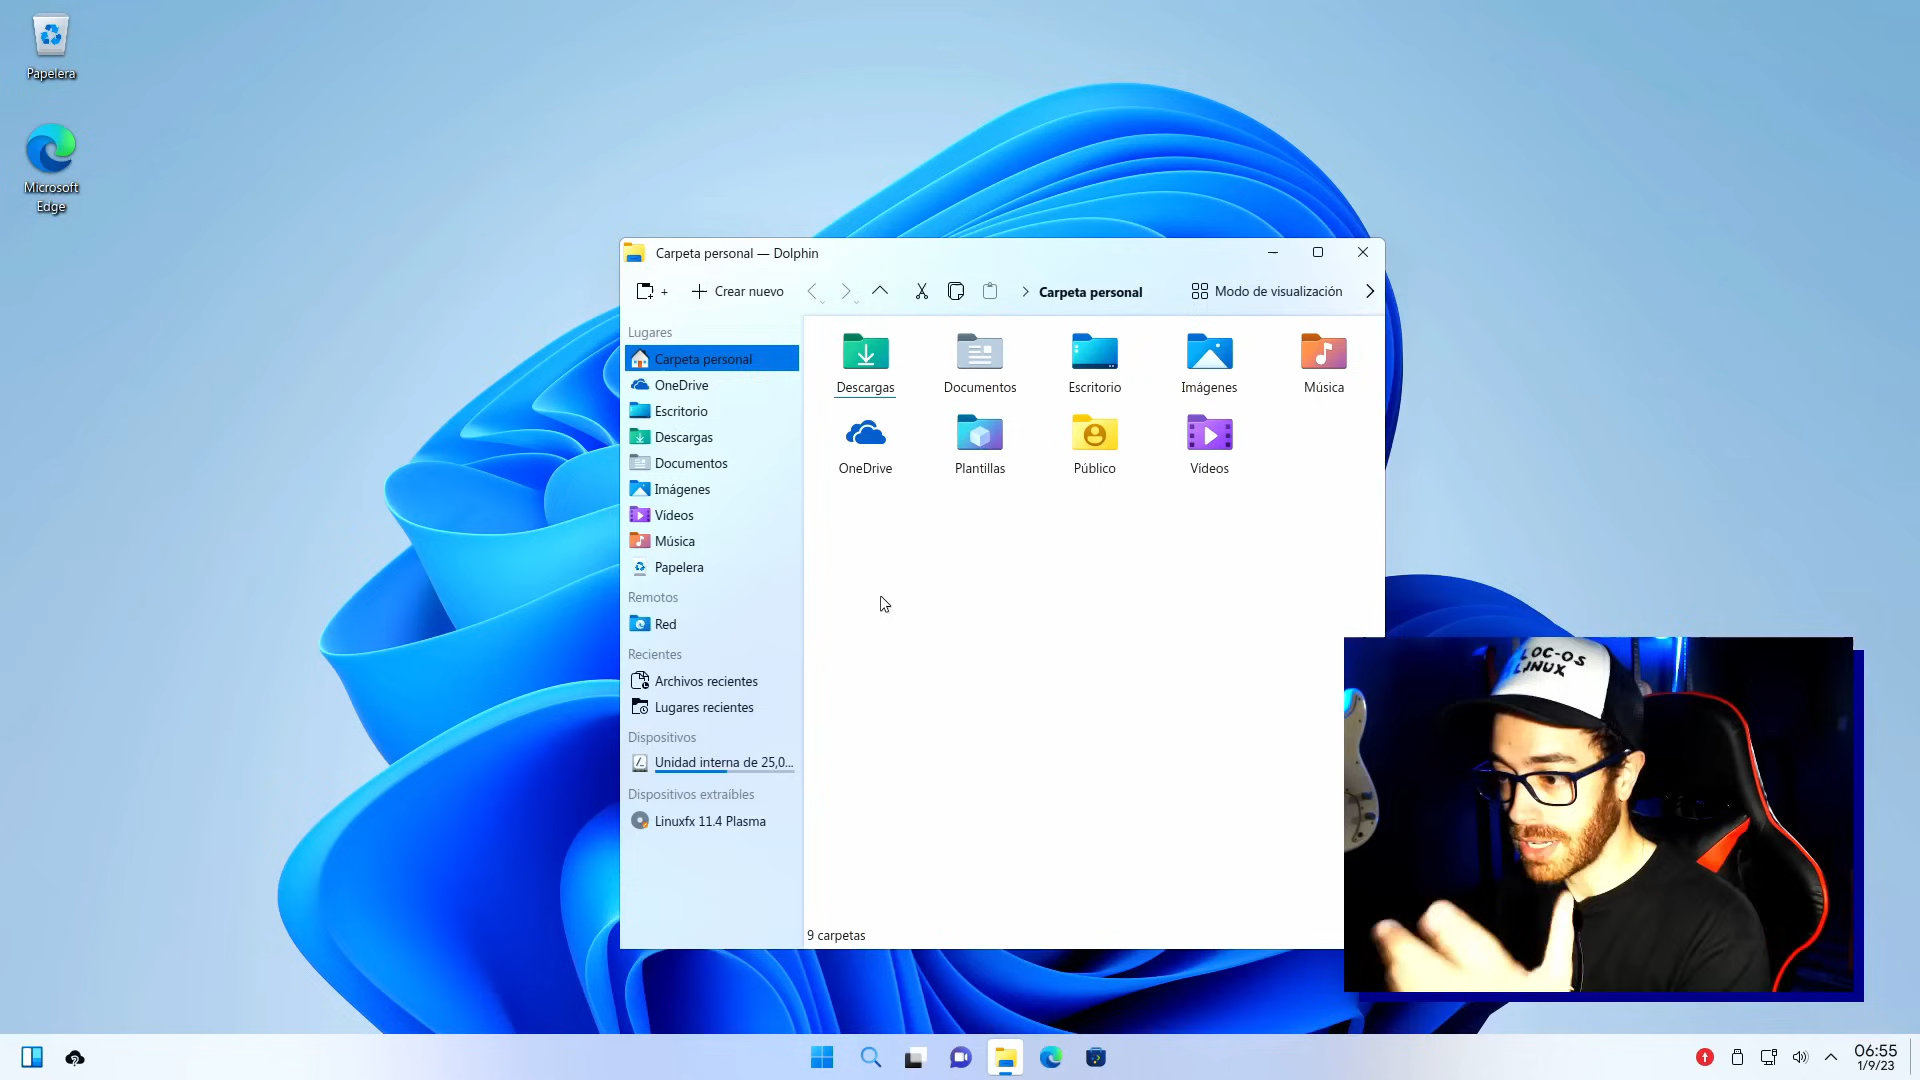 Papelera
Microsoft
Edge
Carpeta personal — Dolphin
+ Crear nuevo
Carpeta personal
Modo de visualización
Lugares
Carpeta personal
OneDrive
Escritorio
Descargas
Documentos
Imágenes
Vídeos
Música
Papelera
Remotos
Red
Recientes
Archivos recientes
Lugares recientes
Dispositivos
Unidad interna de 25,0...
Dispositivos extraíbles
Linuxfx 11.4 Plasma
Descargas
Documentos
Escritorio
Imágenes
Música
OneDrive
Plantillas
Público
Vídeos
9 carpetas
LOC-OS
LINUX
06:55
1/9/23